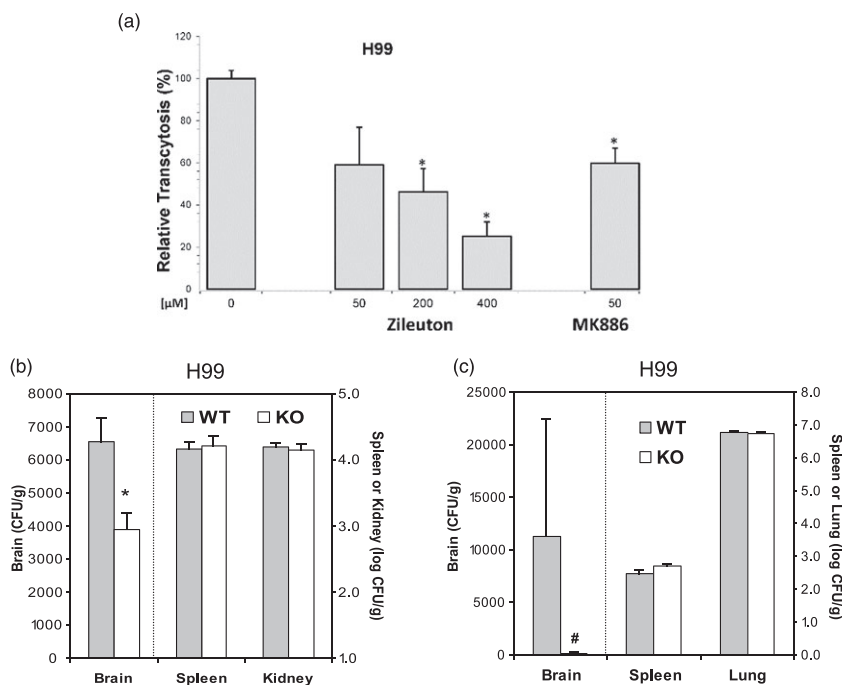 (a)
H99
Relative Transcytosis (%)
120
100
80
60
40
20
0
*
*
*
[µM]
0
50
200
400
50
Zileuton
MK886
(b)
H99
Brain (CFU/g)
8000
7000
6000
5000
4000
3000
2000
1000
0
WT
KO
*
5.0
4.0
3.0
2.0
1.0
Spleen or Kidney (log CFU/g)
Brain
Spleen
Kidney
(c)
H99
Brain (CFU/g)
25000
20000
15000
10000
5000
0
WT
KO
#
8.0
7.0
6.0
5.0
4.0
3.0
2.0
1.0
0.0
Spleen or Lung (log CFU/g)
Brain
Spleen
Lung